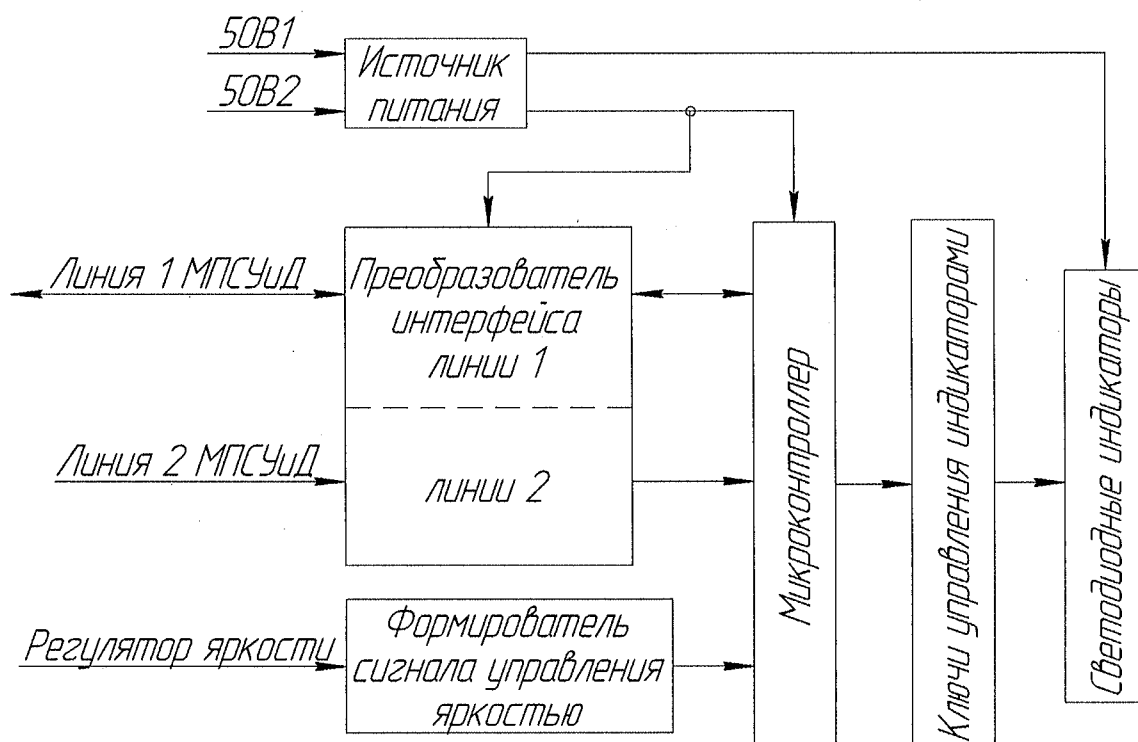 50В1
50В2
Источник
питания
Линия 1 МПСУиД
Преобразователь
интерфейса
линии 1
Линия 2 МПСУиД
линии 2
Регулятор яркости
Формирователь
сигнала управления
яркостью
Микроконтроллер
Ключи управления индикаторами
Светодиодные индикаторы